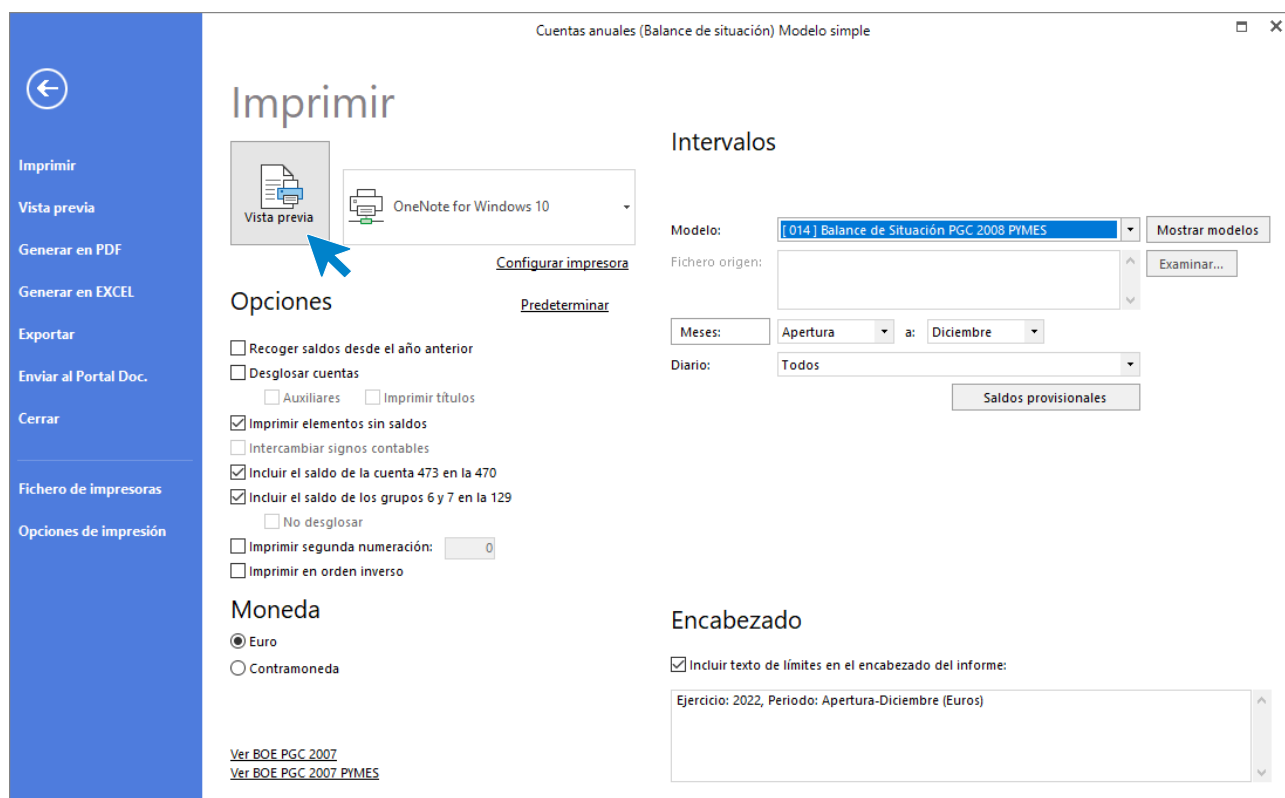 Cuentas anuales (Balance de situación) Modelo simple
Imprimir
Vista previa
Generar en PDF
Generar en EXCEL
Exportar
Enviar al Portal Doc.
Cerrar
Fichero de impresoras
Opciones de impresión
Imprimir
Vista previa
OneNote for Windows 10
Configurar impresora
Opciones
Predeterminar
Recoger saldos desde el año anterior
Desglosar cuentas
Auxiliares Imprimir títulos
Imprimir elementos sin saldos
Intercambiar signos contables
Incluir el saldo de la cuenta 473 en la 470
Incluir el saldo de los grupos 6 y 7 en la 129
No desglosar
Imprimir segunda numeración: 0
Imprimir en orden inverso
Moneda
Euro
Contramoneda
Ver BOE PGC 2007
Ver BOE PGC 2007 PYMES
Intervalos
Modelo: [ 014 ] Balance de Situación PGC 2008 PYMES Mostrar modelos
Fichero origen: Examinar...
Meses: Apertura a: Diciembre
Diario: Todos
Saldos provisionales
Encabezado
Incluir texto de límites en el encabezado del informe:
Ejercicio: 2022, Periodo: Apertura-Diciembre (Euros)